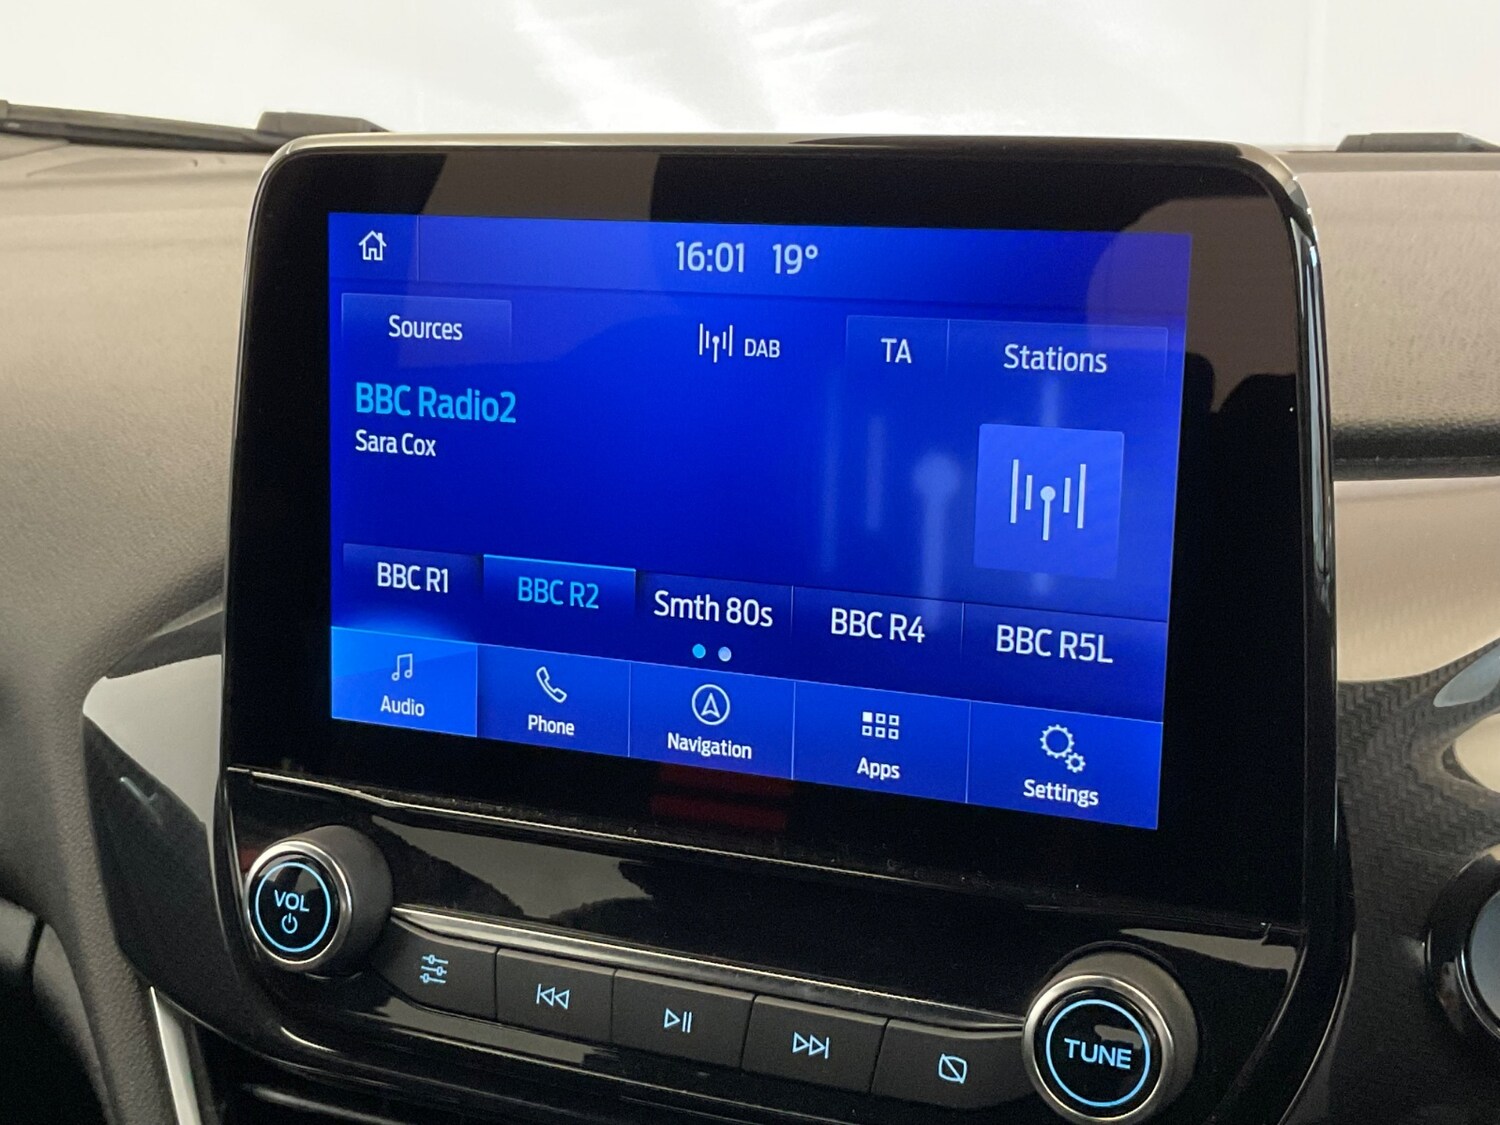 16:01 19°
Sources
DAB
TA
Stations
BBC Radio2
Sara Cox
BBC R1
BBC R2
Smth 80s
BBC R4
BBC R5L
Audio
Phone
Navigation
Apps
Settings
VOL
TUNE